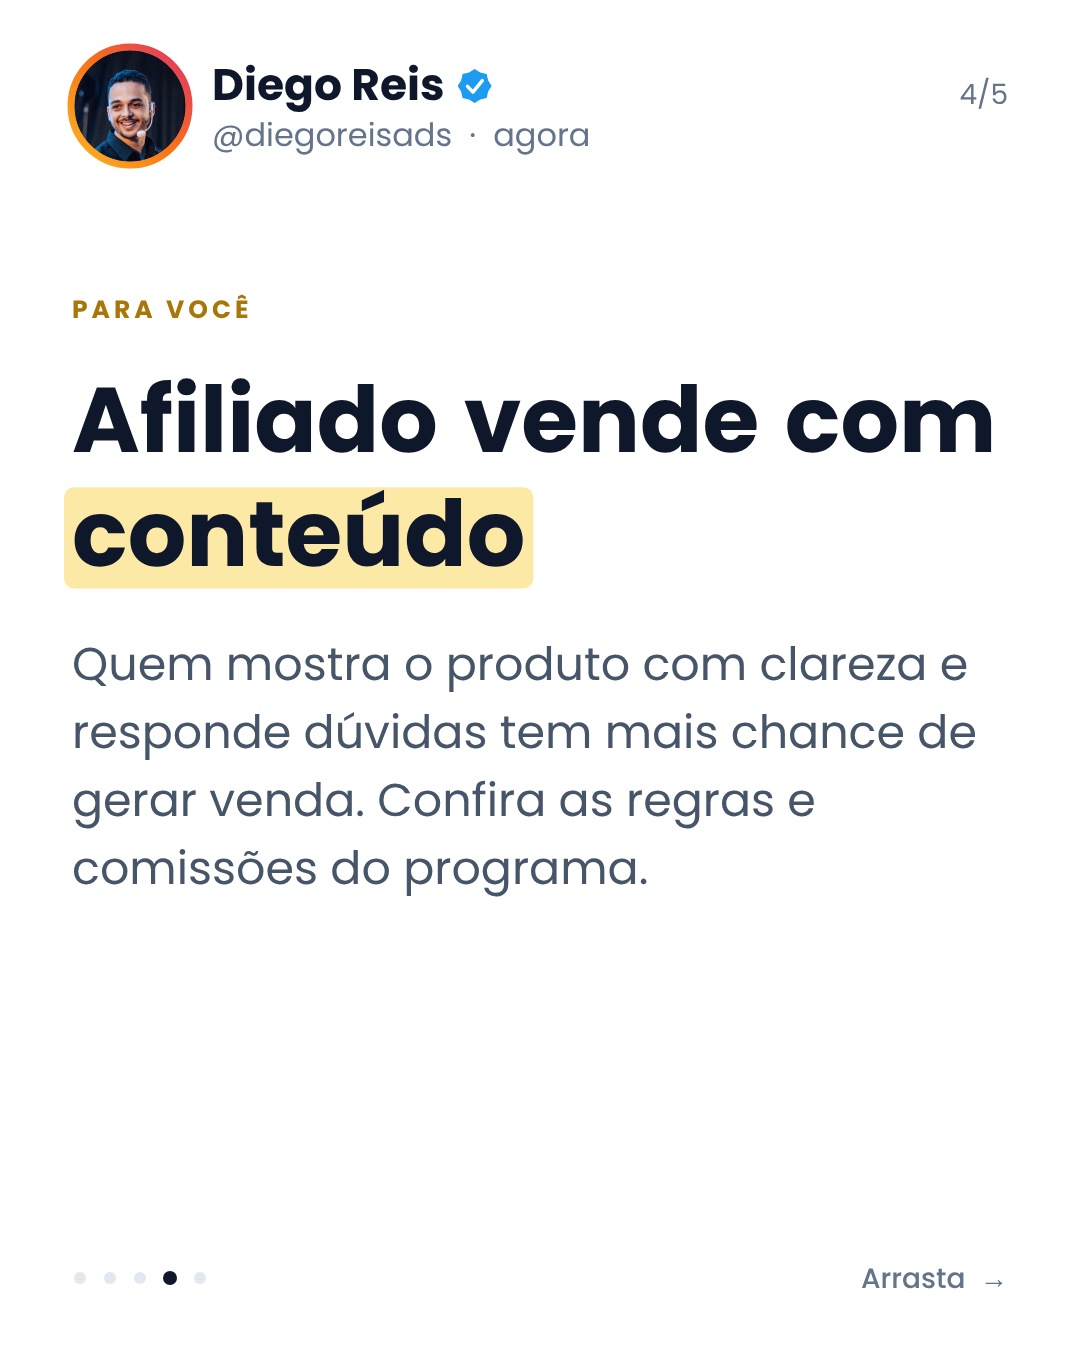 Diego Reis
4/5
@diegoreisads · agora
PARA VOCÊ
Afiliado vende com
conteúdo
Quem mostra o produto com clareza e
responde dúvidas tem mais chance de
gerar venda. Confira as regras e
comissões do programa.
Arrasta →